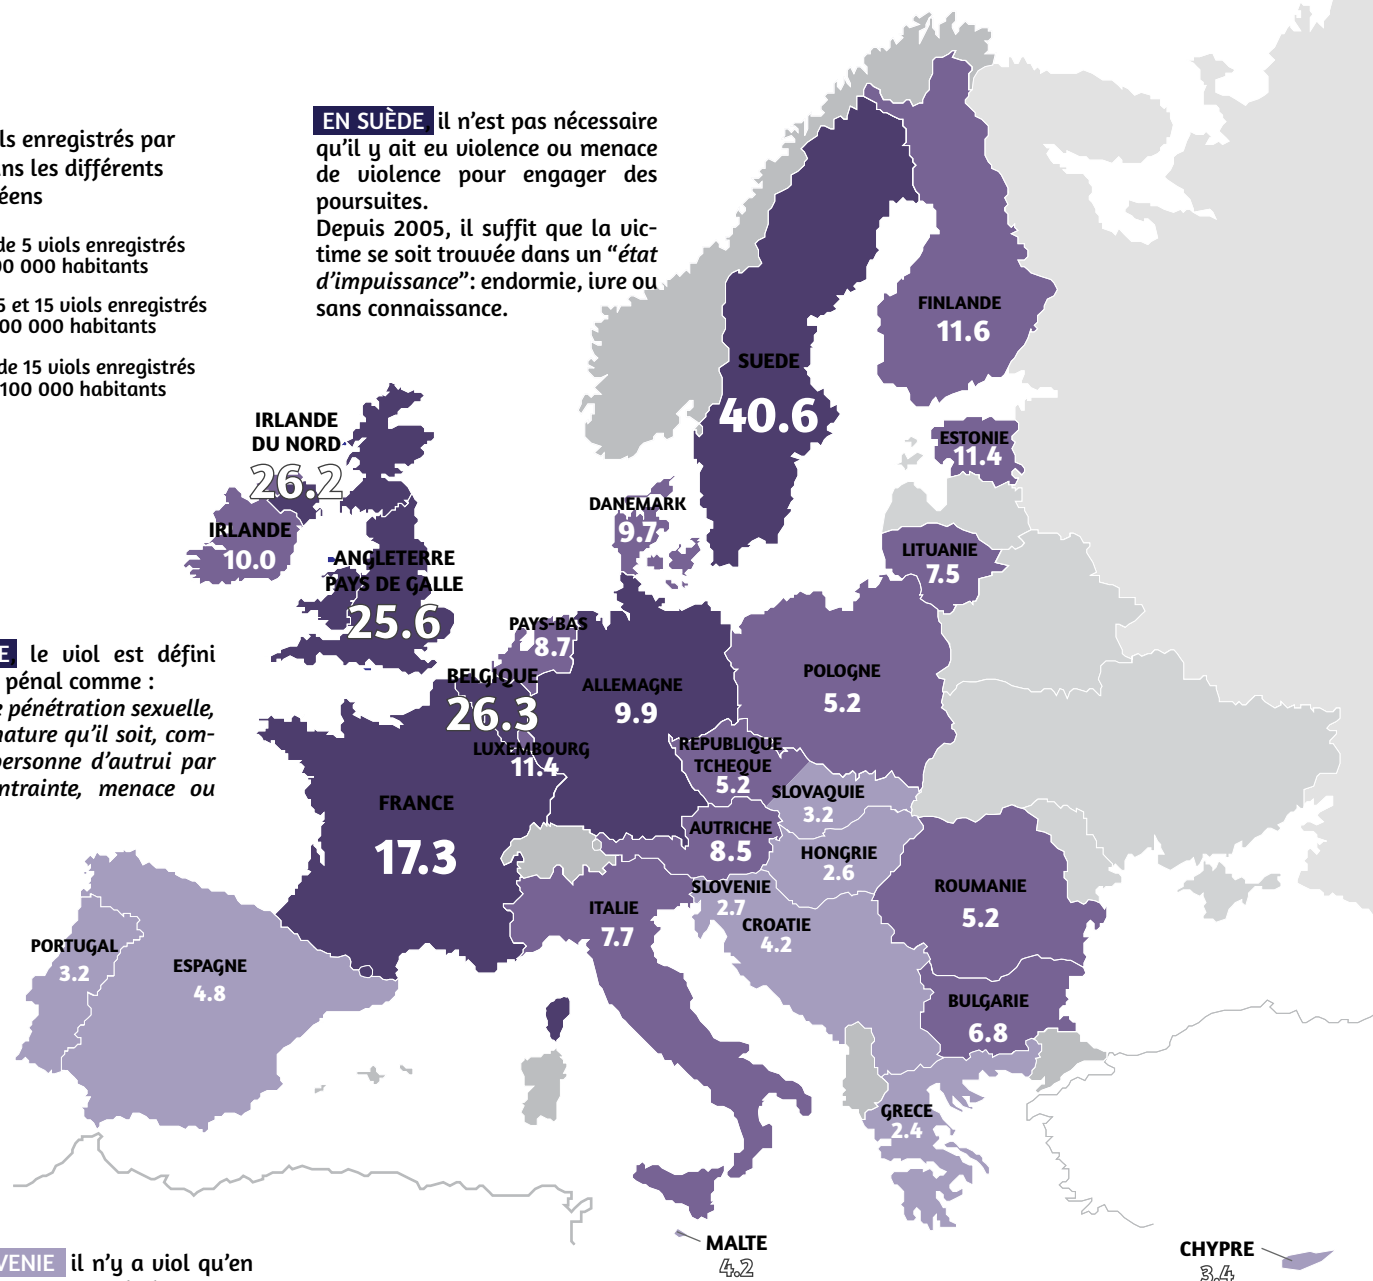 ls enregistrés par
ns les différents
éens
de 5 viols enregistrés
00 000 habitants
5 et 15 viols enregistrés
00 000 habitants
de 15 viols enregistrés
100 000 habitants
EN SUÈDE, il n’est pas nécessaire
qu’il y ait eu violence ou menace
de violence pour engager des
poursuites.
Depuis 2005, il suffit que la vic-
time se soit trouvée dans un “état
d’impuissance”: endormie, ivre ou
sans connaissance.
FINLANDE
11.6
SUEDE
40.6
IRLANDE
DU NORD
26.2
ESTONIE
11.4
DANEMARK
9.7
IRLANDE
10.0
ANGLETERRE
PAYS DE GALLE
25.6
LITUANIE
7.5
PAYS-BAS
8.7
E, le viol est défini
pénal comme :
e pénétration sexuelle,
nature qu’il soit, com-
personne d’autrui par
ntrainte, menace ou
BELGIQUE
26.3
ALLEMAGNE
9.9
POLOGNE
5.2
LUXEMBOURG
11.4
REPUBLIQUE
TCHEQUE
5.2
SLOVAQUIE
3.2
FRANCE
17.3
AUTRICHE
8.5
HONGRIE
2.6
SLOVENIE
2.7
ROUMANIE
5.2
ITALIE
7.7
CROATIE
4.2
PORTUGAL
3.2
ESPAGNE
4.8
BULGARIE
6.8
GRECE
2.4
MALTE
4.2
CHYPRE
3.4
VENIE il n’y a viol qu’en